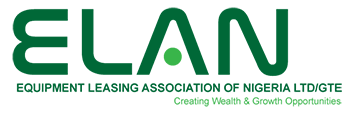 ELAN
EQUIPMENT LEASING ASSOCIATION OF NIGERIA LTD/GTE
Creating Wealth & Growth Opportunities